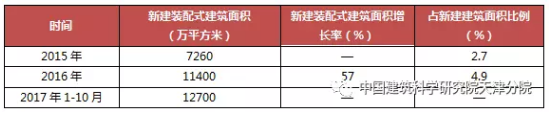 时间 新建装配式建筑面积（万平方米） 新建装配式建筑面积增长率（%） 占新建建筑面积比例（%）
2015 年 7260 — 2.7
2016 年 11400 57 4.9
2017 年 1-10 月 12700 — —
中国建筑科学研究院天津分院